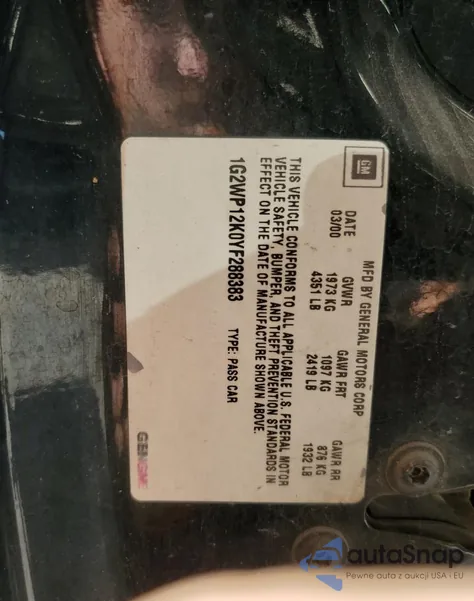 GM
MFD BY GENERAL MOTORS CORP
DATE GVWR GAWR FRT GAWR RR
03/00 1973 KG 1097 KG 876 KG
4351 LB 2419 LB 1932 LB
THIS VEHICLE CONFORMS TO ALL APPLICABLE U.S. FEDERAL MOTOR
VEHICLE SAFETY, BUMPER, AND THEFT PREVENTION STANDARDS IN
EFFECT ON THE DATE OF MANUFACTURE SHOWN ABOVE.
1G2WP12K0YF288383 TYPE: PASS CAR
autoSnap
Pewne auta z aukcji USA i EU